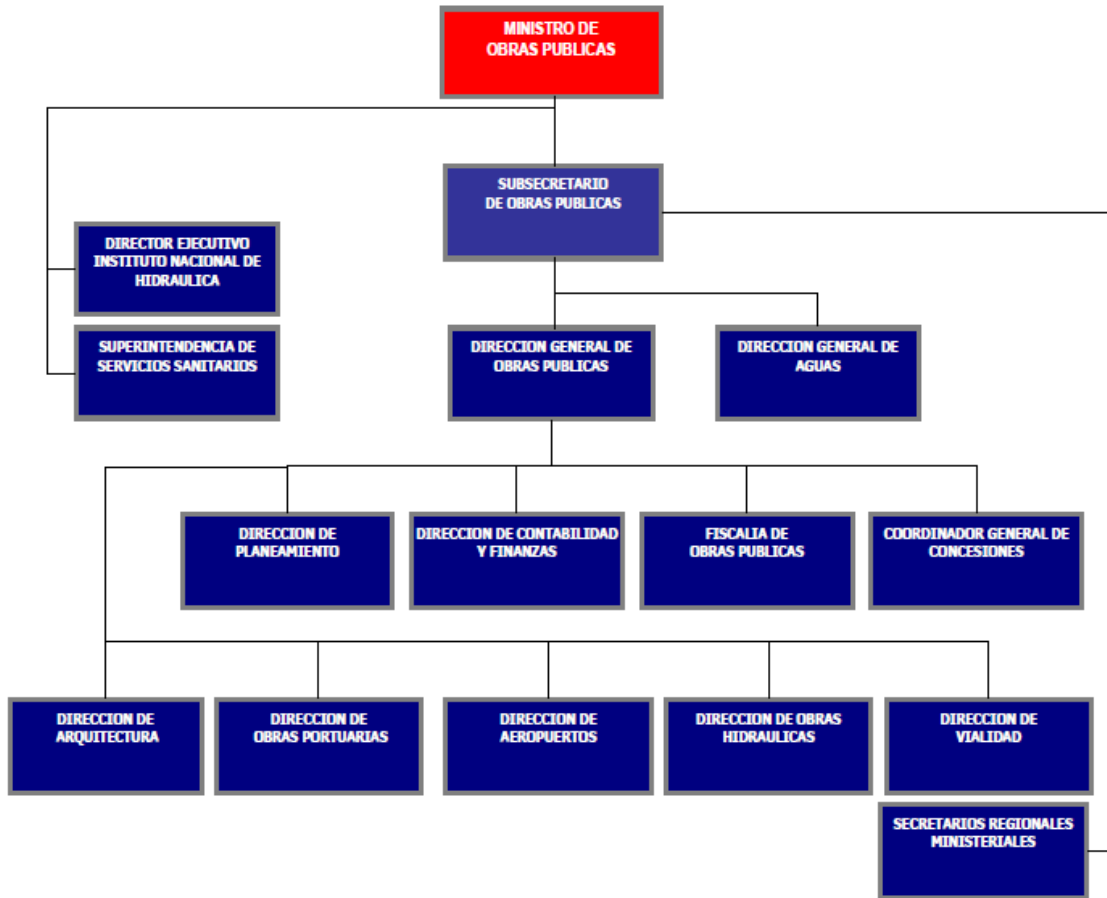 MINISTRO DE
OBRAS PUBLICAS
SUBSECRETARIO
DE OBRAS PUBLICAS
DIRECTOR EJECUTIVO
INSTITUTO NACIONAL DE
HIDRAULICA
SUPERINTENDENCIA DE
SERVICIOS SANITARIOS
DIRECCION GENERAL DE
OBRAS PUBLICAS
DIRECCION GENERAL DE
AGUAS
DIRECCION DE
PLANEAMIENTO
DIRECCION DE CONTABILIDAD
Y FINANZAS
FISCALIA DE
OBRAS PUBLICAS
COORDINADOR GENERAL DE
CONCESIONES
DIRECCION DE
ARQUITECTURA
DIRECCION DE
OBRAS PORTUARIAS
DIRECCION DE
AEROPUERTOS
DIRECCION DE OBRAS
HIDRAULICAS
DIRECCION DE
VIALIDAD
SECRETARIOS REGIONALES
MINISTERIALES